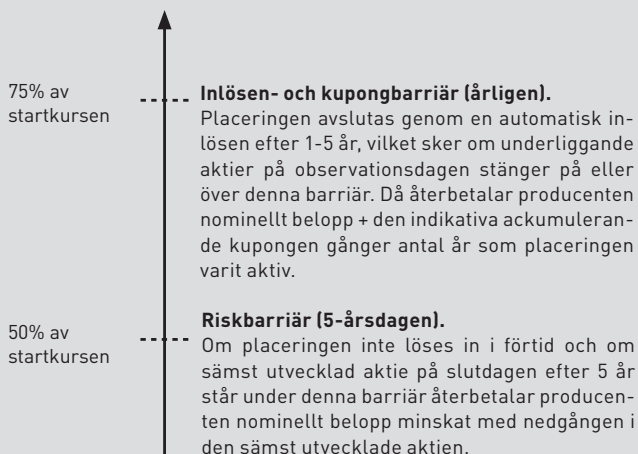 75% av
startkursen
Inlösen- och kupongbarriär (årligen).
Placeringen avslutas genom en automatisk in-
lösen efter 1-5 år, vilket sker om underliggande
aktier på observationsdagen stänger på eller
över denna barriär. Då återbetalar producenten
nominellt belopp + den indikativa ackumuleran-
de kupongen gånger antal år som placeringen
varit aktiv.
50% av
startkursen
Riskbarriär (5-årsdagen).
Om placeringen inte löses in i förtid och om
sämst utvecklad aktie på slutdagen efter 5 år
står under denna barriär återbetalar producen-
ten nominellt belopp minskat med nedgången i
den sämst utvecklade aktien.